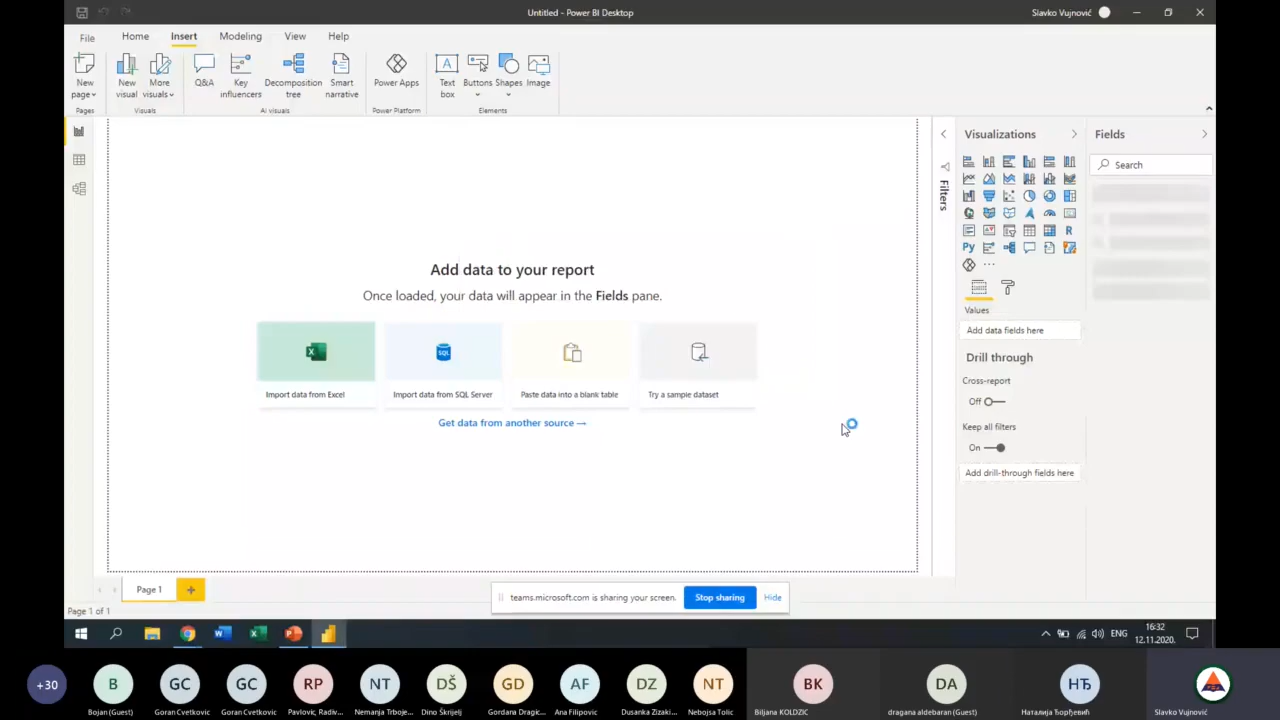 Untitled - Power BI Desktop
Slavko Vujnović
File
Home
Insert
Modeling
View
Help
New page
New visual
More visuals
Q&A
Key influencers
Decomposition tree
Smart narrative
Power Apps
Text box
Buttons
Shapes
Image
Pages
Visuals
AI visuals
Power Platform
Elements
Filters
Visualizations
Fields
Search
R
Py
Values
Add data fields here
Drill through
Cross-report
Off
Keep all filters
On
Add drill-through fields here
Add data to your report
Once loaded, your data will appear in the Fields pane.
SQL
Import data from Excel
Import data from SQL Server
Paste data into a blank table
Try a sample dataset
Get data from another source →
Page 1
Page 1 of 1
teams.microsoft.com is sharing your screen.
Stop sharing
Hide
ENG
16:32
12.11.2020.
+30
B
GC
GC
RP
NT
DŠ
GD
AF
DZ
NT
BK
DA
НЂ
Bojan (Guest)
Goran Cvetkovic
Goran Cvetkovic
Pavlovic, Radiv...
Nemanja Trboje...
Dino Škrijelj
Gordana Dragic...
Ana Filipovic
Dusanka Zizaki...
Nebojsa Tolic
Biljana KOLDZIC
dragana aldebaran (Guest)
Наталија Ђорђевић
Slavko Vujnović